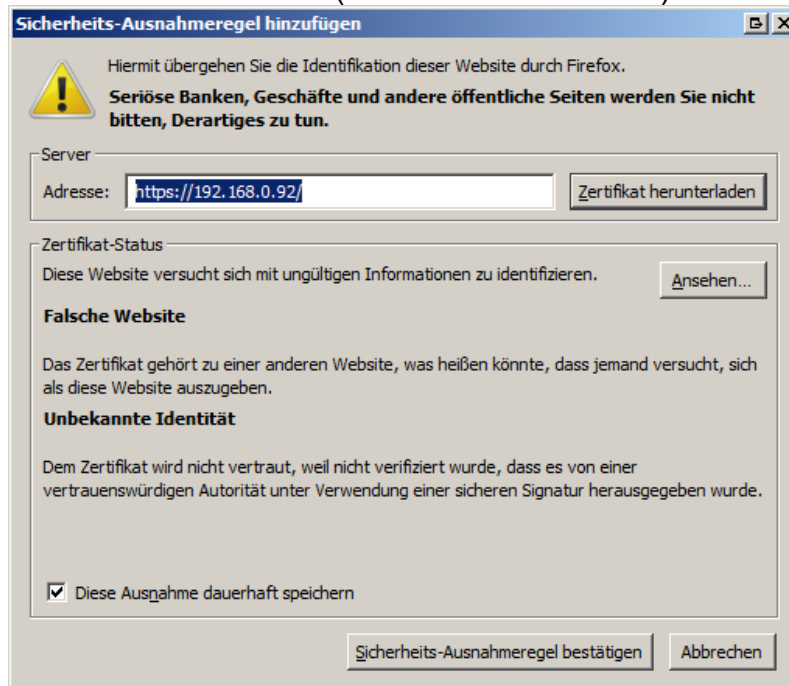 Sicherheits-Ausnahmeregel hinzufügen
Hiermit übergehen Sie die Identifikation dieser Website durch Firefox.
Seriöse Banken, Geschäfte und andere öffentliche Seiten werden Sie nicht
bitten, Derartiges zu tun.
Server
Adresse: https://192.168.0.92/ Zertifikat herunterladen
Zertifikat-Status
Diese Website versucht sich mit ungültigen Informationen zu identifizieren. Ansehen...
Falsche Website
Das Zertifikat gehört zu einer anderen Website, was heißen könnte, dass jemand versucht, sich
als diese Website auszugeben.
Unbekannte Identität
Dem Zertifikat wird nicht vertraut, weil nicht verifiziert wurde, dass es von einer
vertrauenswürdigen Autorität unter Verwendung einer sicheren Signatur herausgegeben wurde.
Diese Ausnahme dauerhaft speichern
Sicherheits-Ausnahmeregel bestätigen Abbrechen